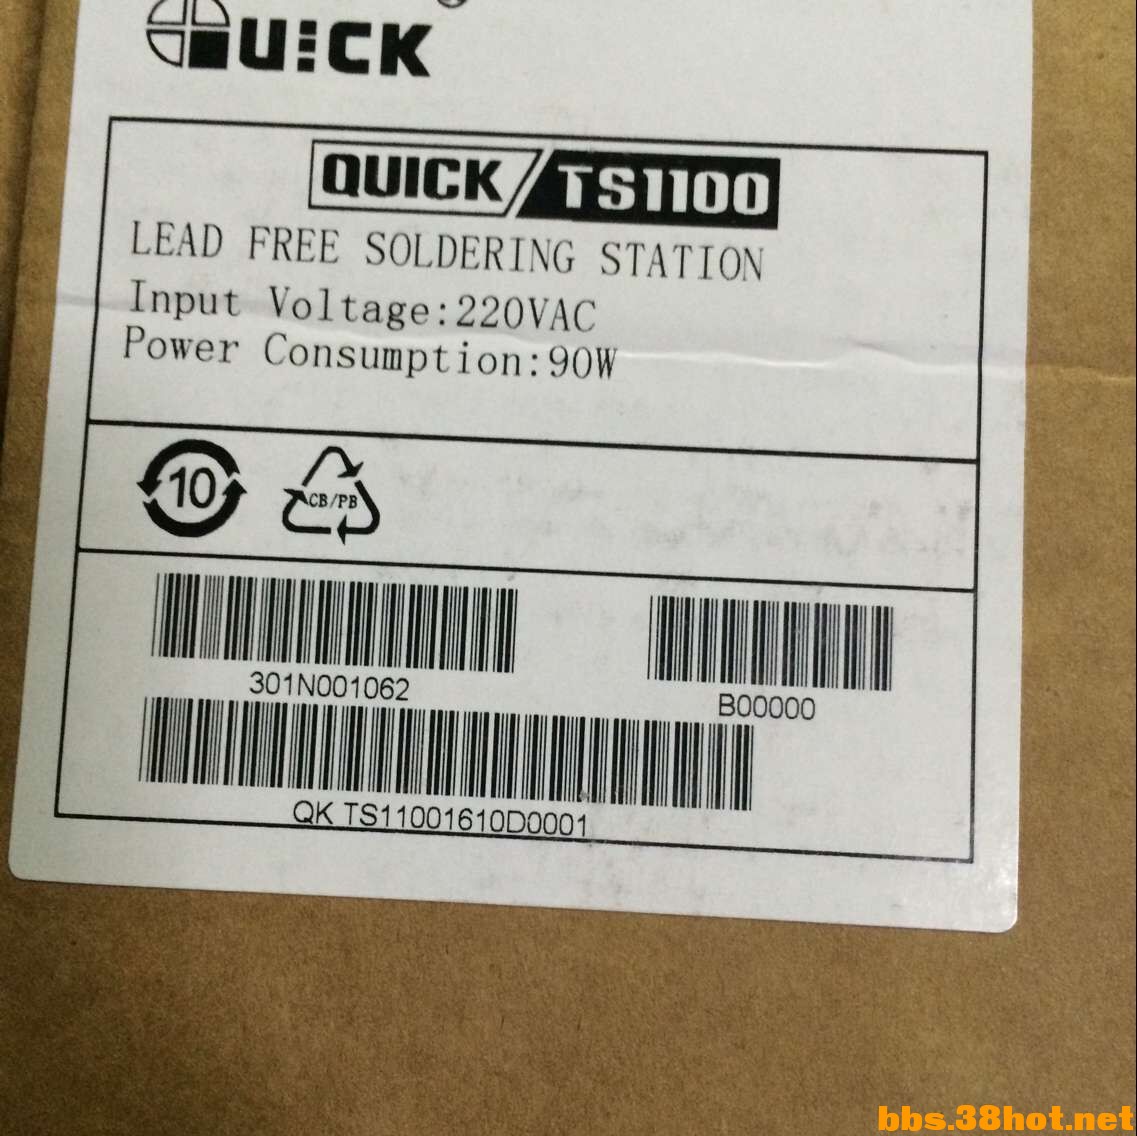 QUICK
QUICK TS1100
LEAD FREE SOLDERING STATION
Input Voltage:220VAC
Power Consumption:90W
10
CB/PB
301N001062
B00000
QK TS11001610D0001
bbs.38hot.net